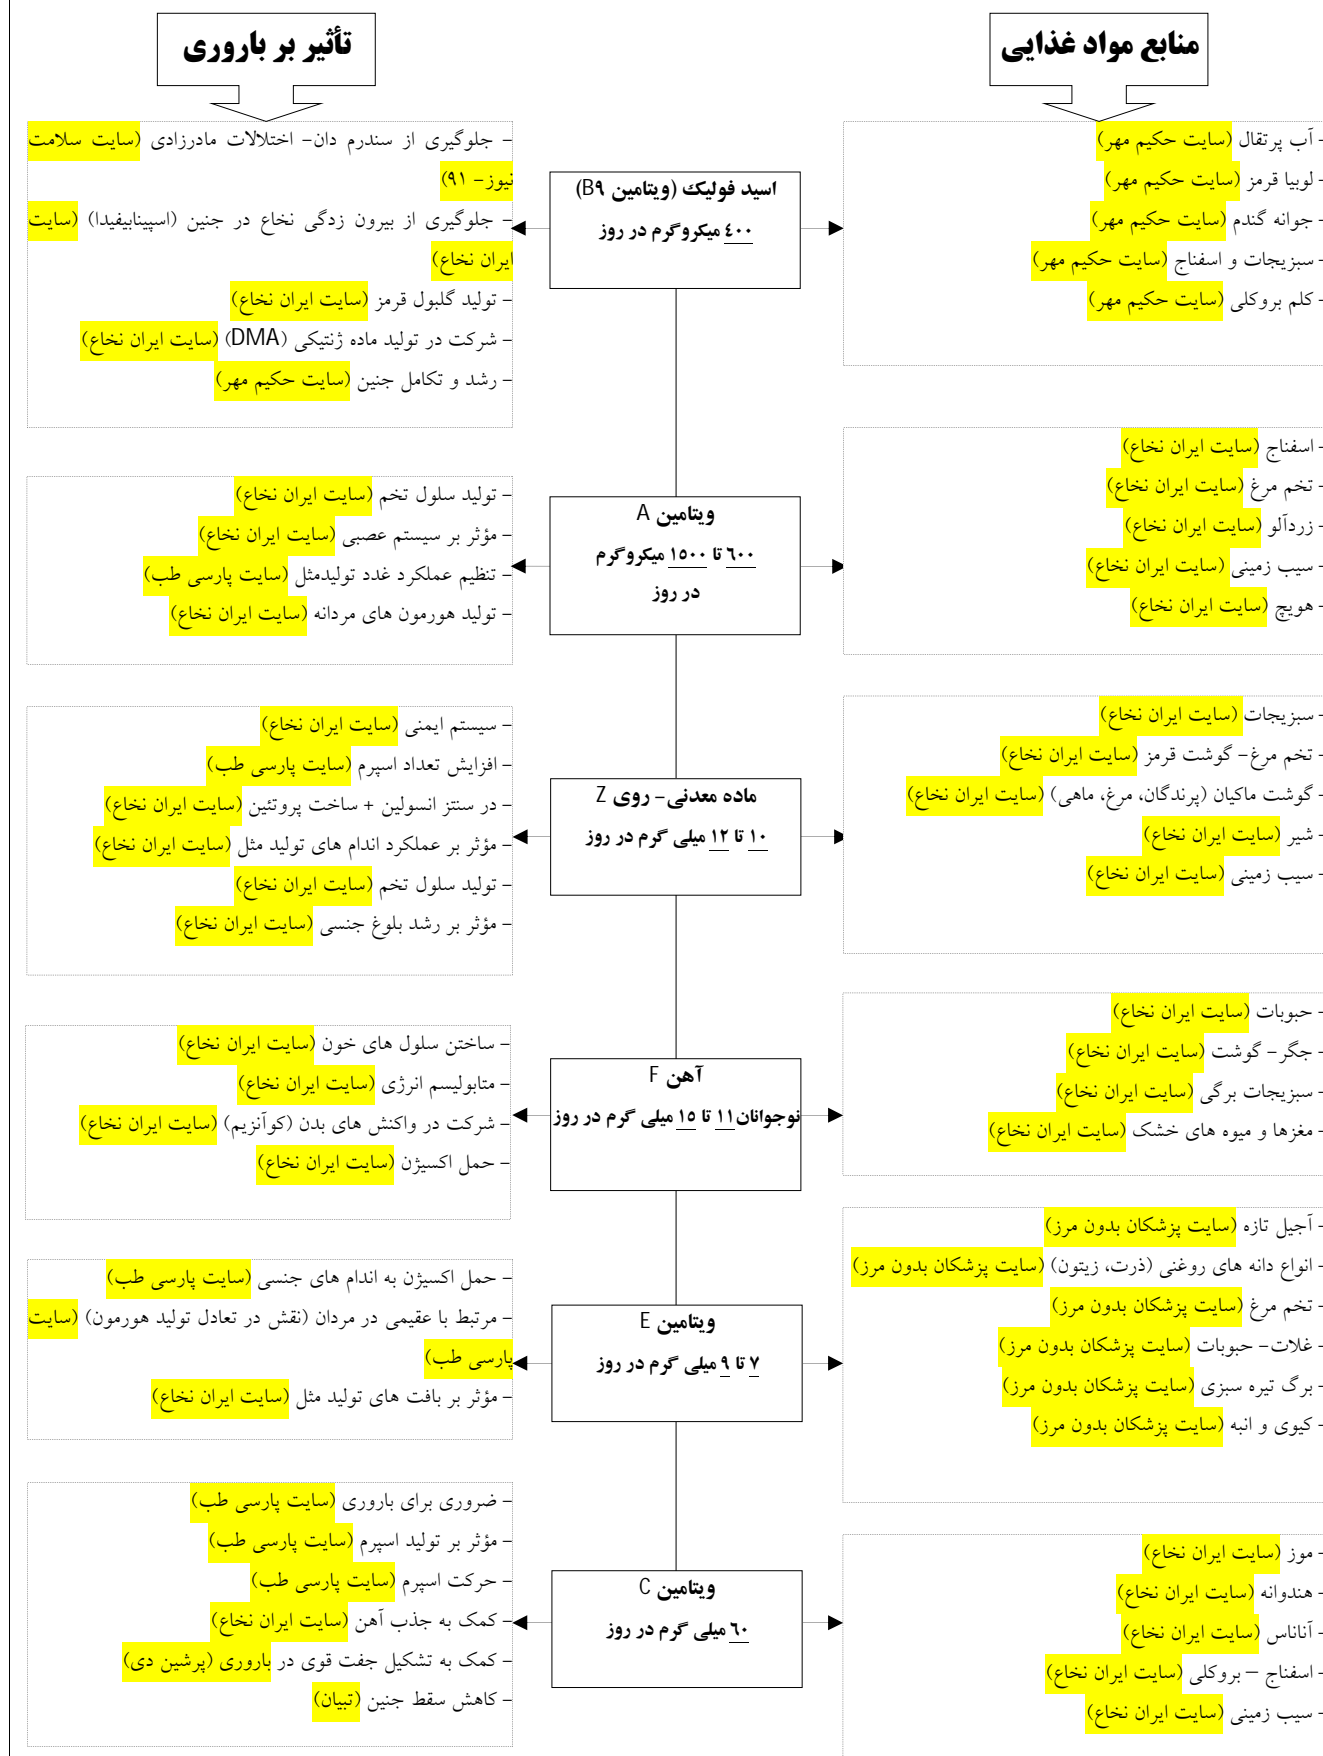 منابع مواد غذایی
تأثیر بر باروری
- آب پرتقال (سایت حکیم مهر)
- لوبیا قرمز (سایت حکیم مهر)
- جوانه گندم (سایت حکیم مهر)
- سبزیجات و اسفناج (سایت حکیم مهر)
- کلم بروکلی (سایت حکیم مهر)
اسید فولیک (ویتامین B۹)
۴۰۰ میکروگرم در روز
- جلوگیری از سندرم دان- اختلالات مادرزادی (سایت سلامت
نیوز- ۹۱)
- جلوگیری از بیرون زدگی نخاع در جنین (اسپینابیفیدا) (سایت
ایران نخاع)
- تولید گلبول قرمز (سایت ایران نخاع)
- شرکت در تولید ماده ژنتیکی (DMA) (سایت ایران نخاع)
- رشد و تکامل جنین (سایت حکیم مهر)
- اسفناج (سایت ایران نخاع)
- تخم مرغ (سایت ایران نخاع)
- زردآلو (سایت ایران نخاع)
- سیب زمینی (سایت ایران نخاع)
- هویچ (سایت ایران نخاع)
ویتامین A
۶۰۰ تا ۱۵۰۰ میکروگرم
در روز
- تولید سلول تخم (سایت ایران نخاع)
- مؤثر بر سیستم عصبی (سایت ایران نخاع)
- تنظیم عملکرد غدد تولیدمثل (سایت پارسی طب)
- تولید هورمون های مردانه (سایت ایران نخاع)
- سبزیجات (سایت ایران نخاع)
- تخم مرغ- گوشت قرمز (سایت ایران نخاع)
- گوشت ماکیان (پرندگان، مرغ، ماهی) (سایت ایران نخاع)
- شیر (سایت ایران نخاع)
- سیب زمینی (سایت ایران نخاع)
ماده معدنی- روی Z
۱۰ تا ۱۲ میلی گرم در روز
- سیستم ایمنی (سایت ایران نخاع)
- افزایش تعداد اسپرم (سایت پارسی طب)
- در سنتز انسولین + ساخت پروتئین (سایت ایران نخاع)
- مؤثر بر عملکرد اندام های تولید مثل (سایت ایران نخاع)
- تولید سلول تخم (سایت ایران نخاع)
- مؤثر بر رشد بلوغ جنسی (سایت ایران نخاع)
- حبوبات (سایت ایران نخاع)
- جگر- گوشت (سایت ایران نخاع)
- سبزیجات برگی (سایت ایران نخاع)
- مغزها و میوه های خشک (سایت ایران نخاع)
آهن F
نوجوانان۱۱ تا ۱۵ میلی گرم در روز
- ساختن سلول های خون (سایت ایران نخاع)
- متابولیسم انرژی (سایت ایران نخاع)
- شرکت در واکنش های بدن (کوآنزیم) (سایت ایران نخاع)
- حمل اکسیژن (سایت ایران نخاع)
- آجیل تازه (سایت پزشکان بدون مرز)
- انواع دانه های روغنی (ذرت، زیتون) (سایت پزشکان بدون مرز)
- تخم مرغ (سایت پزشکان بدون مرز)
- غلات- حبوبات (سایت پزشکان بدون مرز)
- برگ تیره سبزی (سایت پزشکان بدون مرز)
- کیوی و انبه (سایت پزشکان بدون مرز)
ویتامین E
۷ تا ۹ میلی گرم در روز
- حمل اکسیژن به اندام های جنسی (سایت پارسی طب)
- مرتبط با عقیمی در مردان (نقش در تعادل تولید هورمون) (سایت
پارسی طب)
- مؤثر بر بافت های تولید مثل (سایت ایران نخاع)
- موز (سایت ایران نخاع)
- هندوانه (سایت ایران نخاع)
- آناناس (سایت ایران نخاع)
- اسفناج – بروکلی (سایت ایران نخاع)
- سیب زمینی (سایت ایران نخاع)
ویتامین C
۶۰ میلی گرم در روز
- ضروری برای باروری (سایت پارسی طب)
- مؤثر بر تولید اسپرم (سایت پارسی طب)
- حرکت اسپرم (سایت پارسی طب)
- کمک به جذب آهن (سایت ایران نخاع)
- کمک به تشکیل جفت قوی در باروری (پرشین دی)
- کاهش سقط جنین (تبیان)